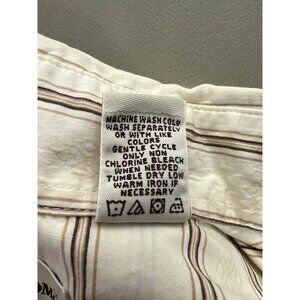 MACHINE WASH COLD
WASH SEPARATELY
OR WITH LIKE
COLORS
GENTLE CYCLE
ONLY NON
CHLORINE BLEACH
WHEN NEEDED
TUMBLE DRY LOW
WARM IRON IF
NECESSARY